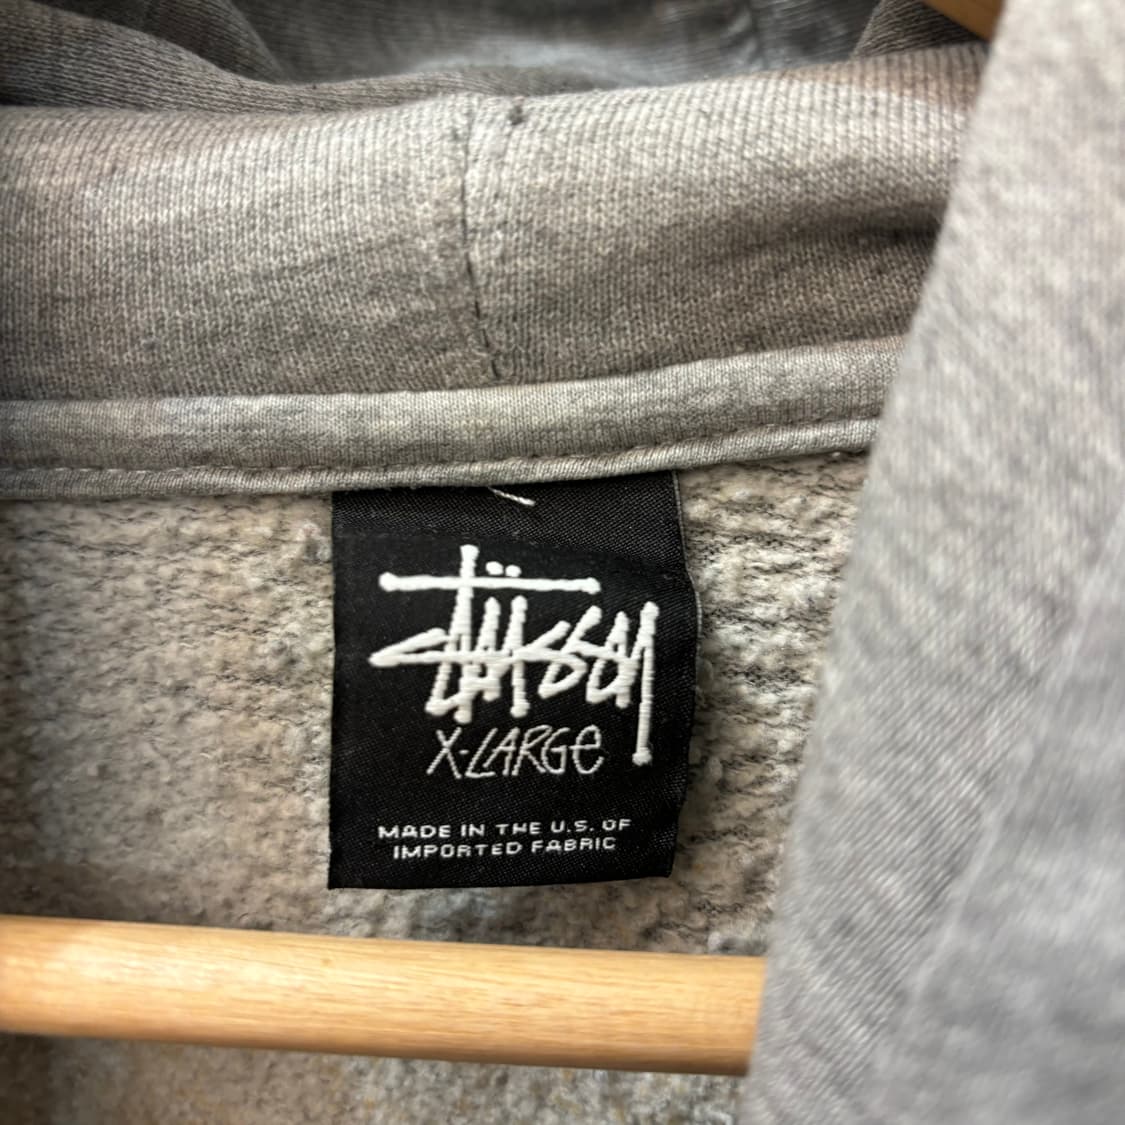 Stüssy
X-LARGE
MADE IN THE U.S. OF
IMPORTED FABRIC